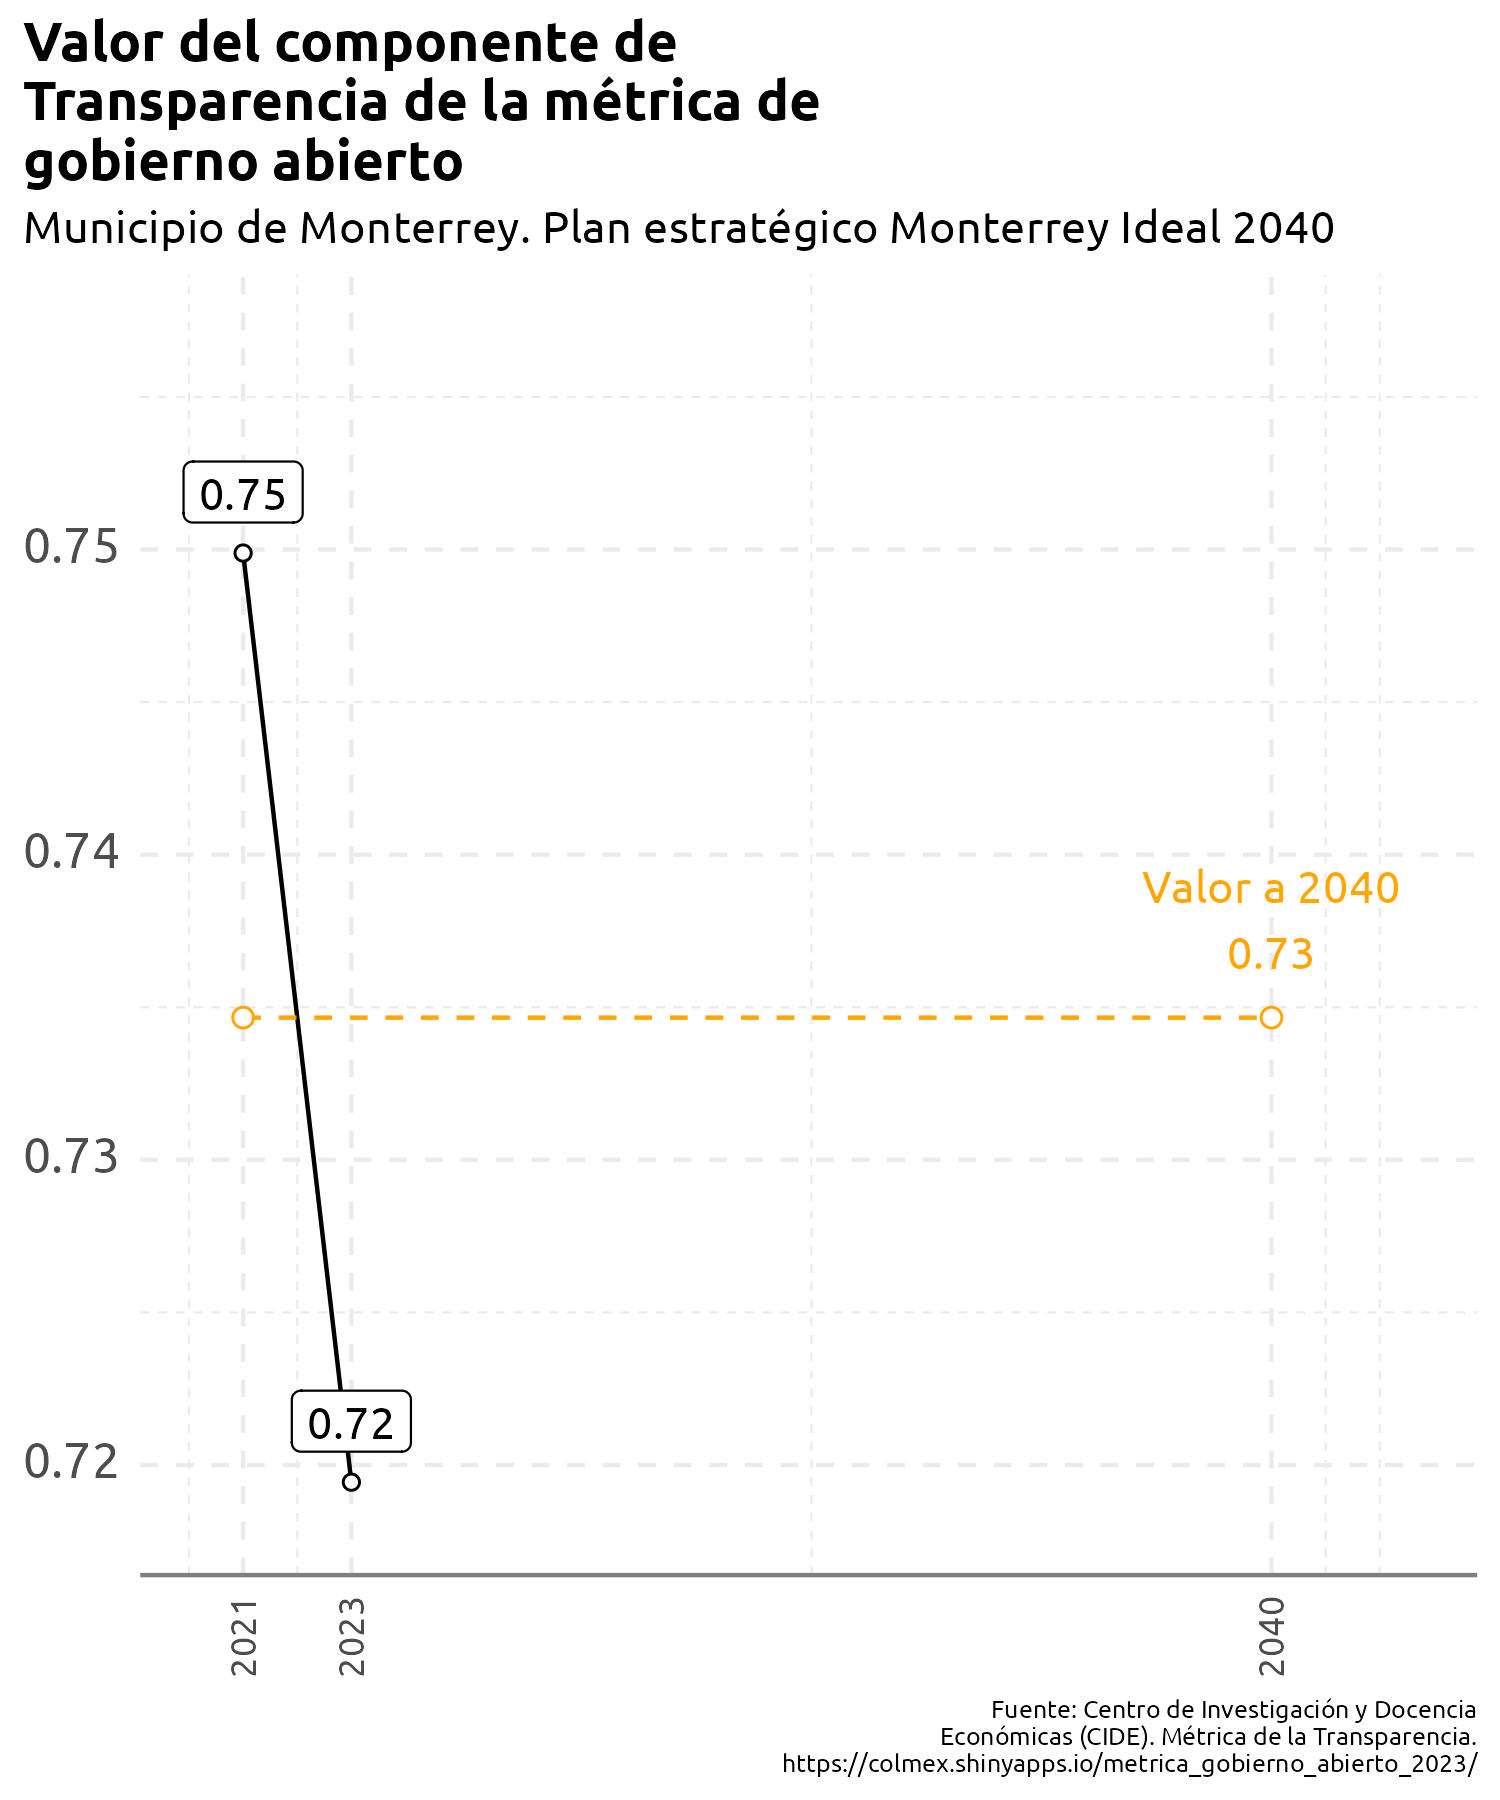 Valor del componente de
Transparencia de la métrica de
gobierno abierto
Municipio de Monterrey. Plan estratégico Monterrey Ideal 2040
0.75
0.75
0.74
Valor a 2040
0.73
0.73
0.72
0.72
2021
2023
2040
Fuente: Centro de Investigación y Docencia
Económicas (CIDE). Métrica de la Transparencia.
https://colmex.shinyapps.io/metrica_gobierno_abierto_2023/